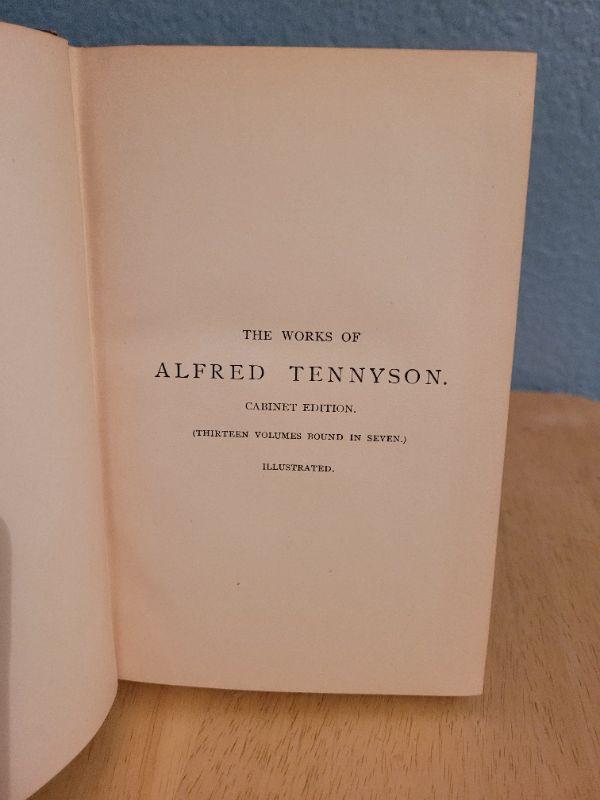 THE WORKS OF
ALFRED TENNYSON.
CABINET EDITION.
(THIRTEEN VOLUMES BOUND IN SEVEN.)
ILLUSTRATED.